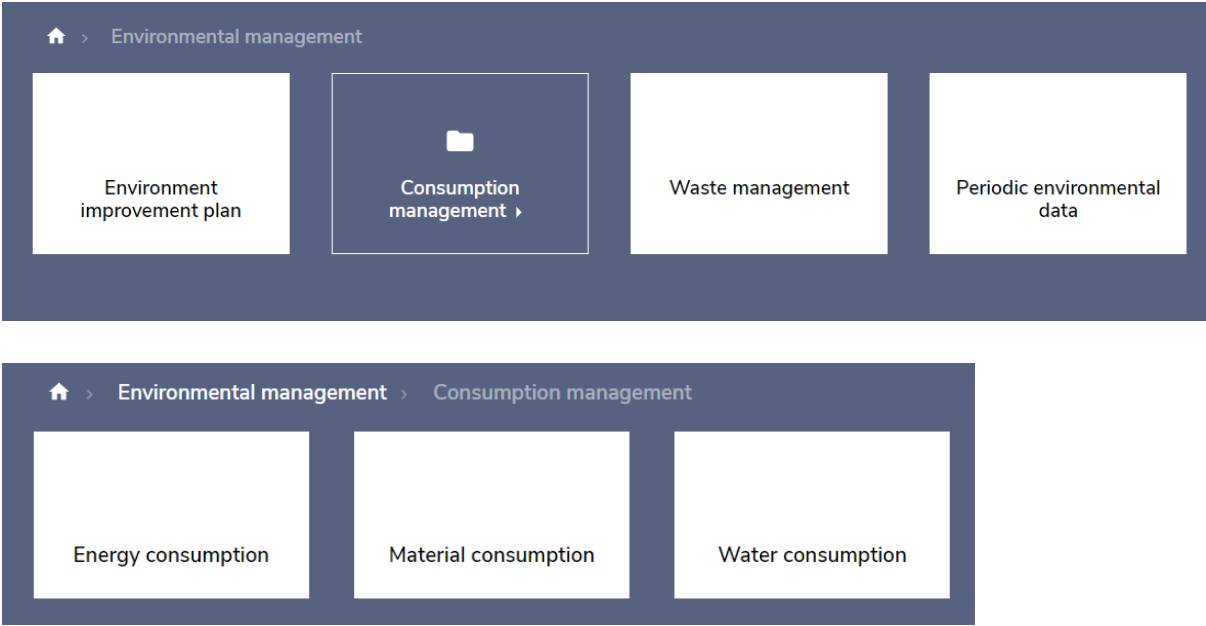 Environmental management
Environment
improvement plan
Consumption
management
Waste management
Periodic environmental
data
Environmental management > Consumption management
Energy consumption
Material consumption
Water consumption